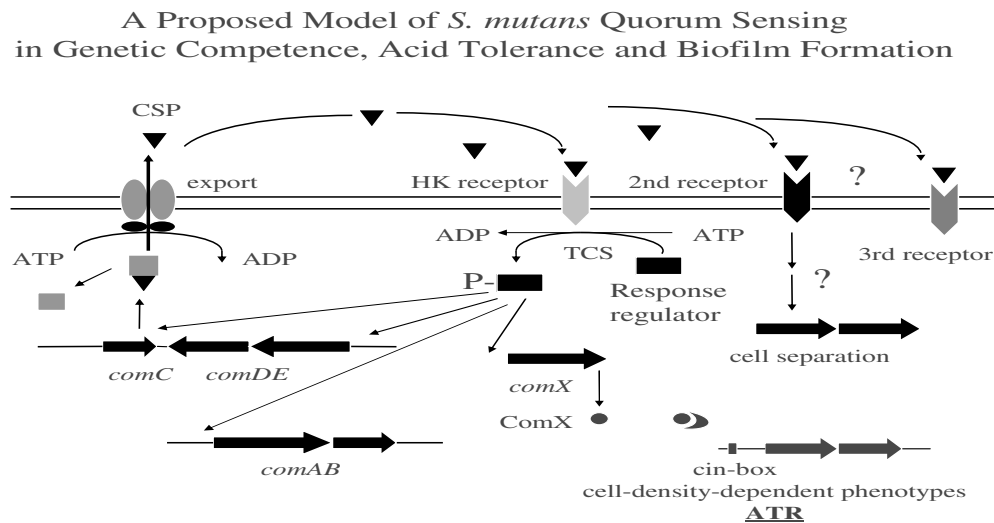 A Proposed Model of S. mutans Quorum Sensing
in Genetic Competence, Acid Tolerance and Biofilm Formation
CSP
export
HK receptor
2nd receptor
?
ATP
ADP
ADP
TCS
ATP
3rd receptor
P-
Response
regulator
?
comC
comDE
cell separation
comX
ComX
comAB
cin-box
cell-density-dependent phenotypes
ATR